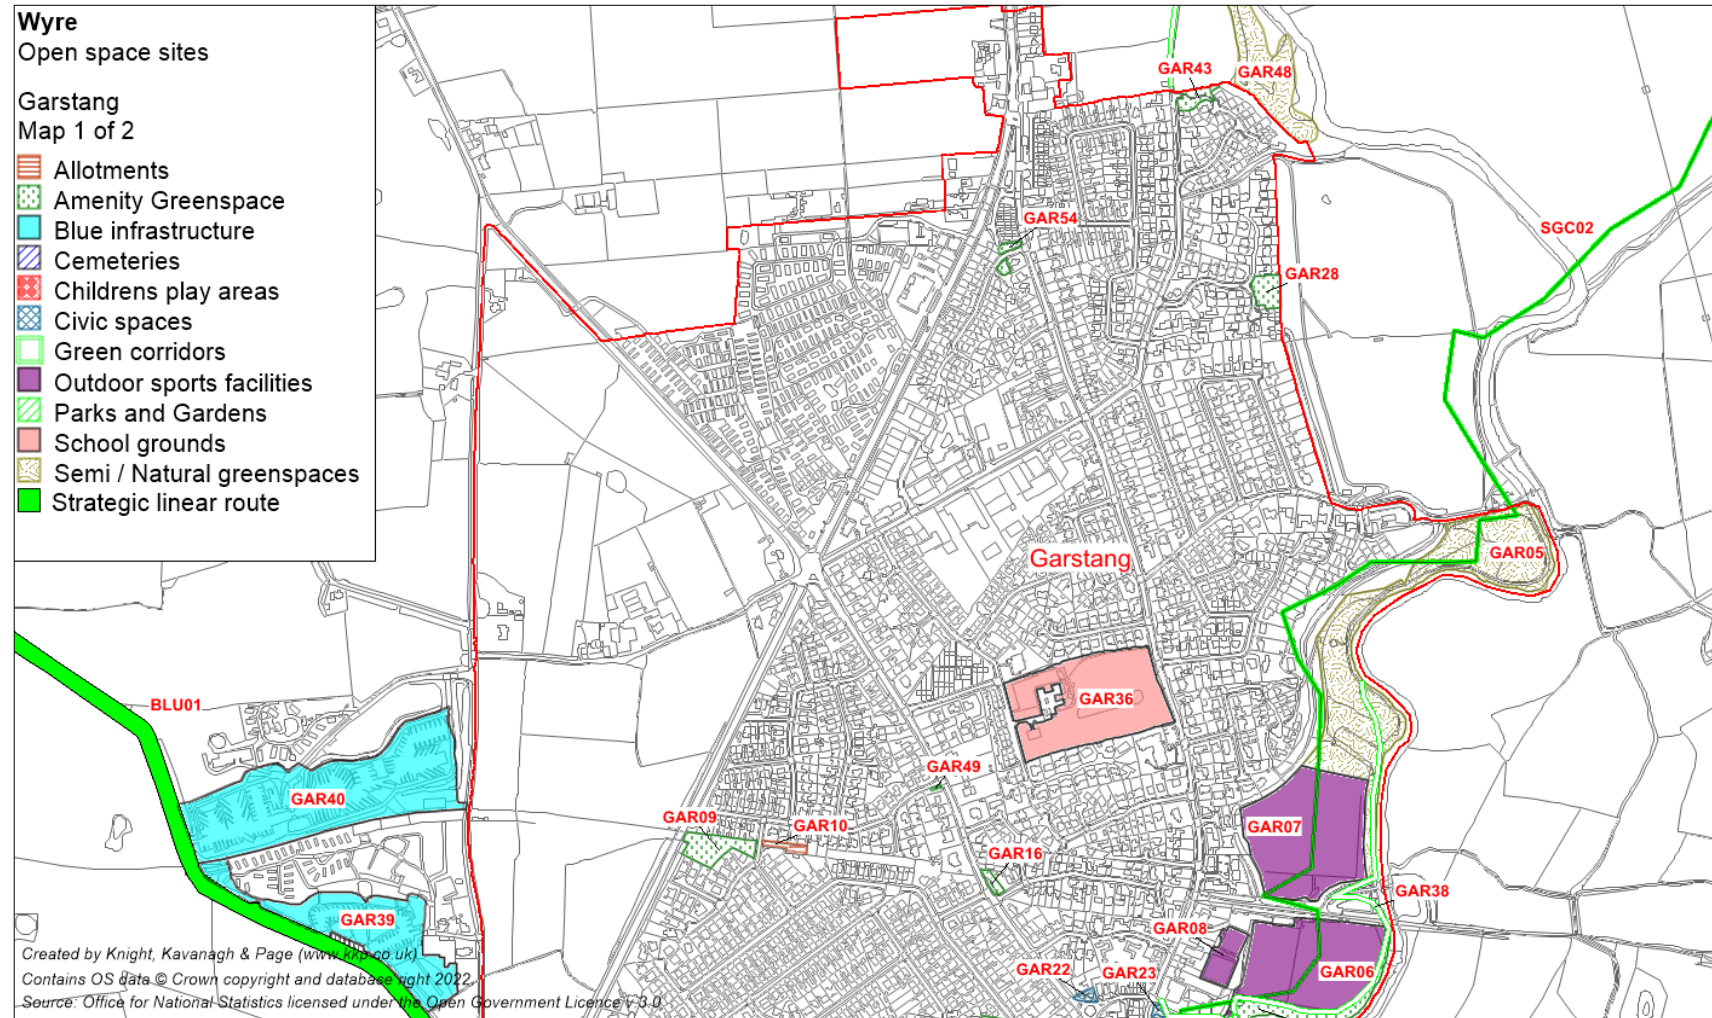 Wyre
Open space sites
Garstang
Map 1 of 2
Allotments
Amenity Greenspace
Blue infrastructure
Cemeteries
Childrens play areas
Civic spaces
Green corridors
Outdoor sports facilities
Parks and Gardens
School grounds
Semi / Natural greenspaces
Strategic linear route
GAR43
GAR48
GAR54
SGC02
GAR28
GAR05
Garstang
GAR36
BLU01
GAR40
GAR49
GAR09
GAR10
GAR07
GAR16
GAR38
GAR39
GAR08
GAR22
GAR23
GAR06
Created by Knight, Kavanagh & Page (www.kkp.co.uk)
Contains OS data © Crown copyright and database right 2022.
Source: Office for National Statistics licensed under the Open Government Licence v.3.0